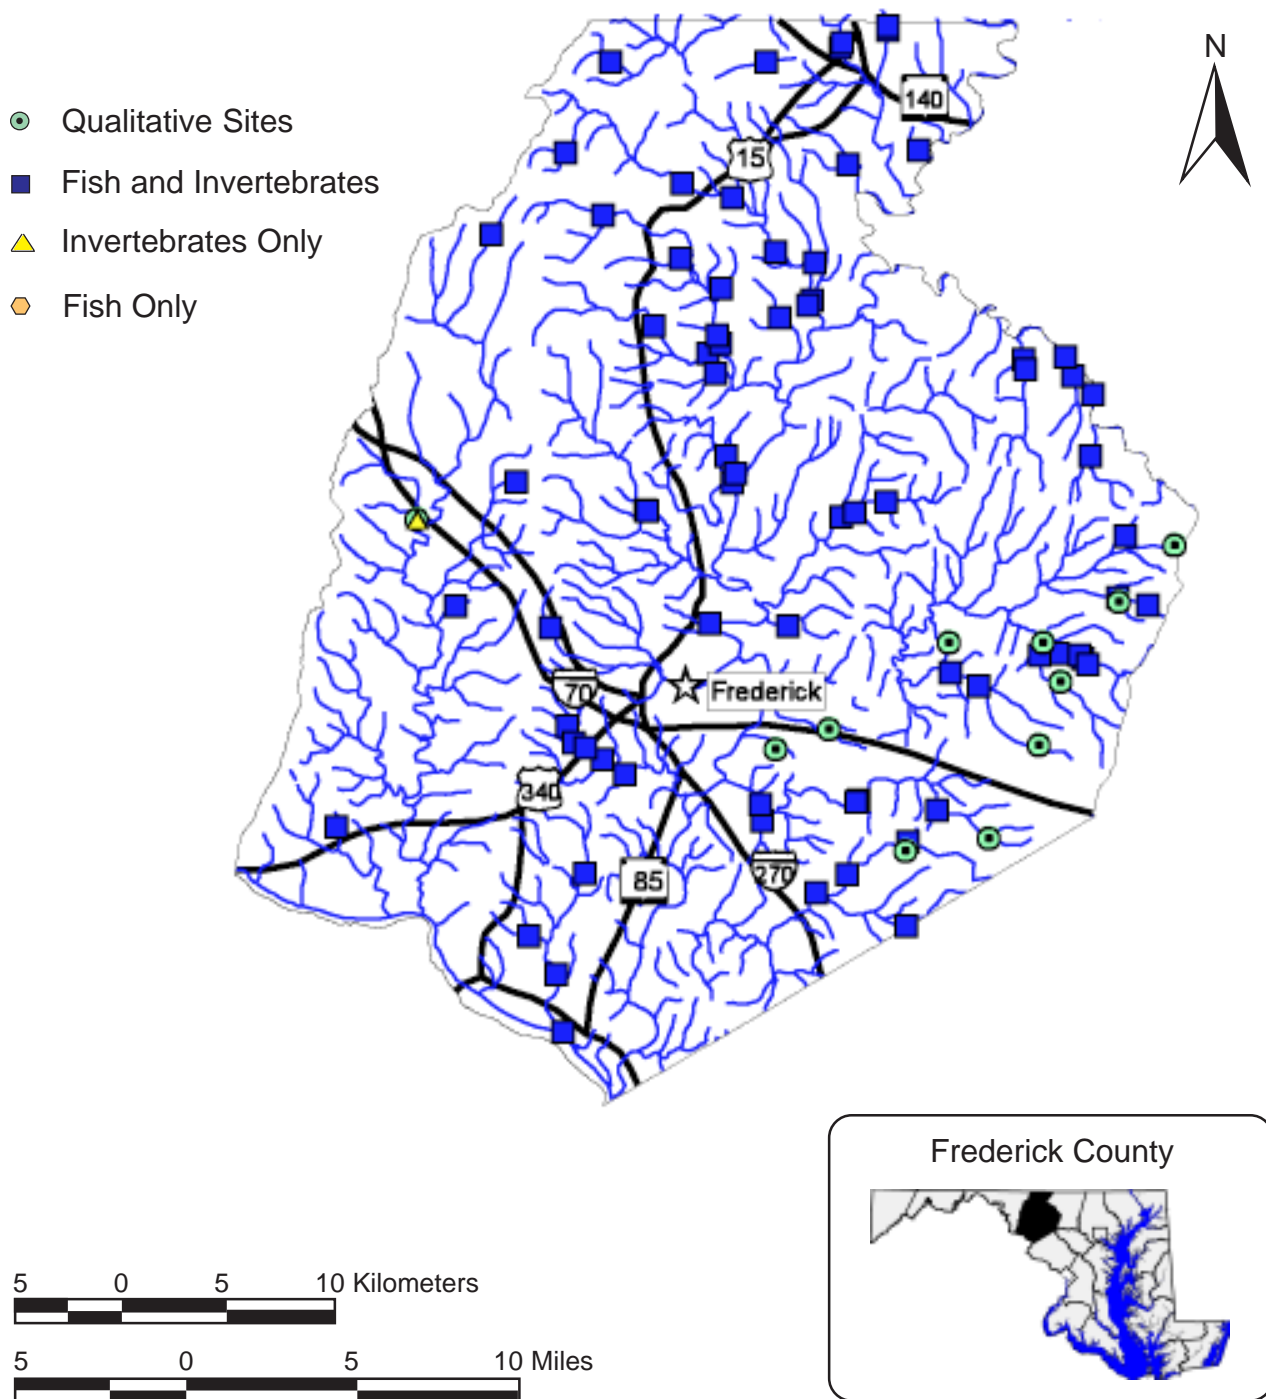 N
Qualitative Sites
Fish and Invertebrates
Invertebrates Only
Fish Only
140
15
70
Frederick
340
85
270
Frederick County
5 0 5 10 Kilometers
5 0 5 10 Miles